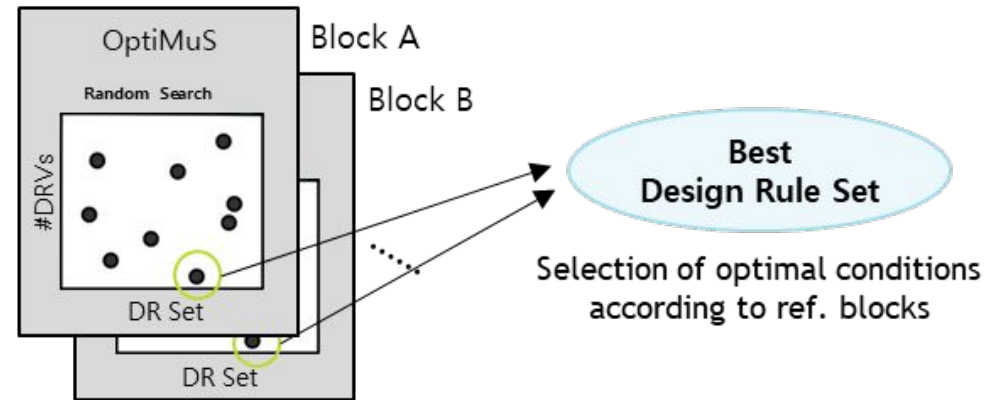 OptiMuS
Block A
Random Search
#DRVs
DR Set
Block B
DR Set
Best
Design Rule Set
Selection of optimal conditions
according to ref. blocks